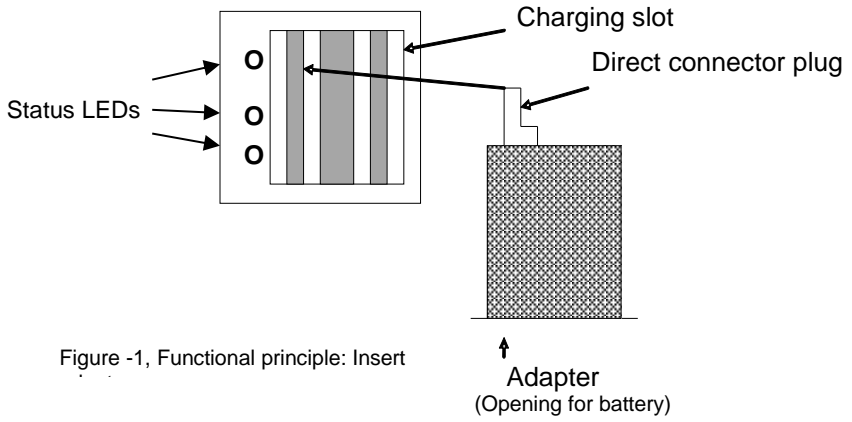 Charging slot
Direct connector plug
Status LEDs
O
O
O
Figure -1, Functional principle: Insert
Adapter
(Opening for battery)